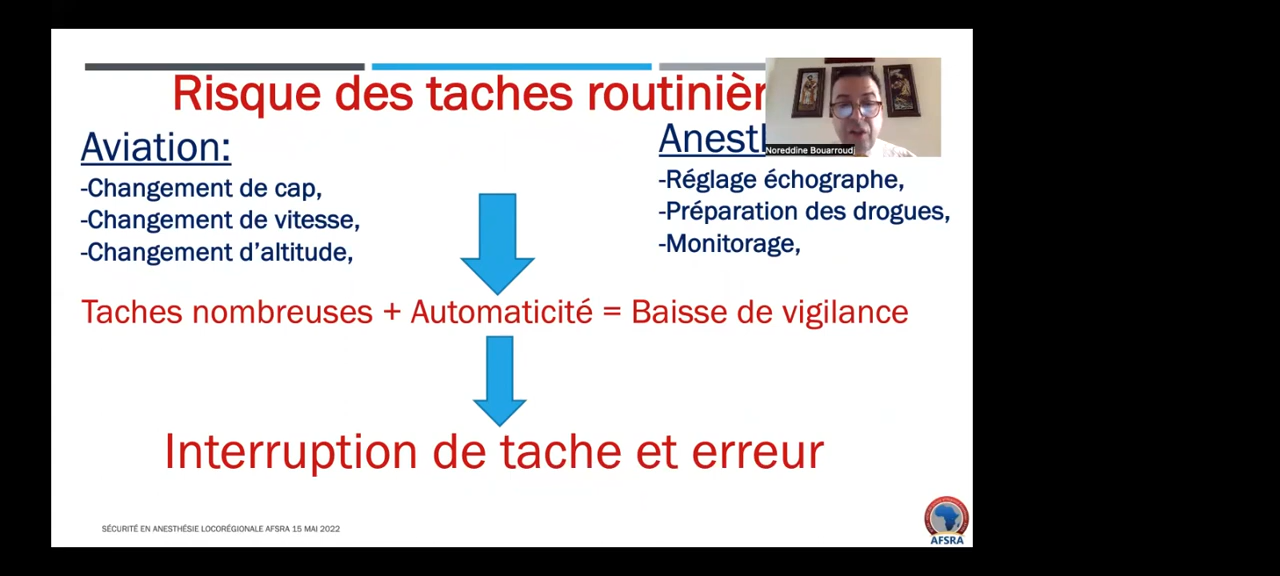 Risque des taches routinièr
Aviation:
-Changement de cap,
-Changement de vitesse,
-Changement d'altitude,
Anest
-Réglage échographe,
-Préparation des drogues,
-Monitorage,
Noreddine Bouarroudj
Taches nombreuses + Automaticité = Baisse de vigilance
Interruption de tache et erreur
SÉCURITÉ EN ANESTHÉSIE LOCORÉGIONALE AFSRA 15 MAI 2022
AFSRA